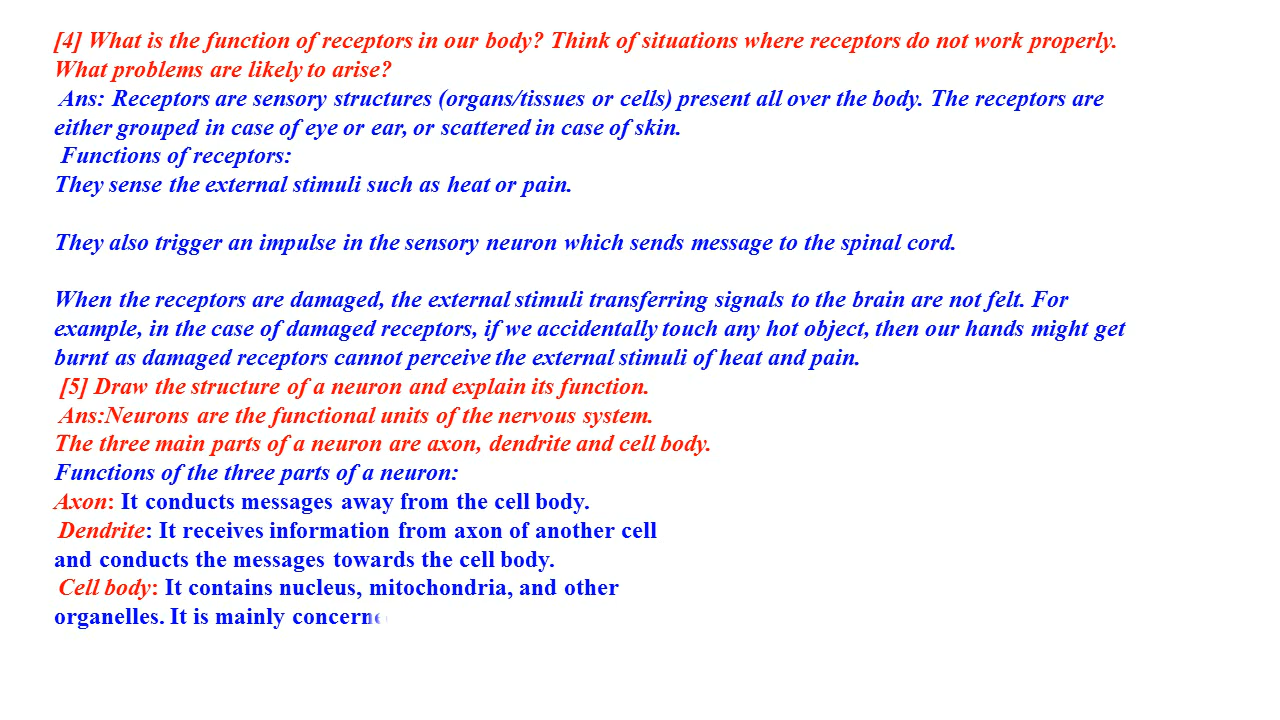 [4] What is the function of receptors in our body? Think of situations where receptors do not work properly.
What problems are likely to arise?
Ans: Receptors are sensory structures (organs/tissues or cells) present all over the body. The receptors are
either grouped in case of eye or ear, or scattered in case of skin.
Functions of receptors:
They sense the external stimuli such as heat or pain.
They also trigger an impulse in the sensory neuron which sends message to the spinal cord.
When the receptors are damaged, the external stimuli transferring signals to the brain are not felt. For
example, in the case of damaged receptors, if we accidentally touch any hot object, then our hands might get
burnt as damaged receptors cannot perceive the external stimuli of heat and pain.
[5] Draw the structure of a neuron and explain its function.
Ans:Neurons are the functional units of the nervous system.
The three main parts of a neuron are axon, dendrite and cell body.
Functions of the three parts of a neuron:
Axon: It conducts messages away from the cell body.
Dendrite: It receives information from axon of another cell
and conducts the messages towards the cell body.
Cell body: It contains nucleus, mitochondria, and other
organelles. It is mainly